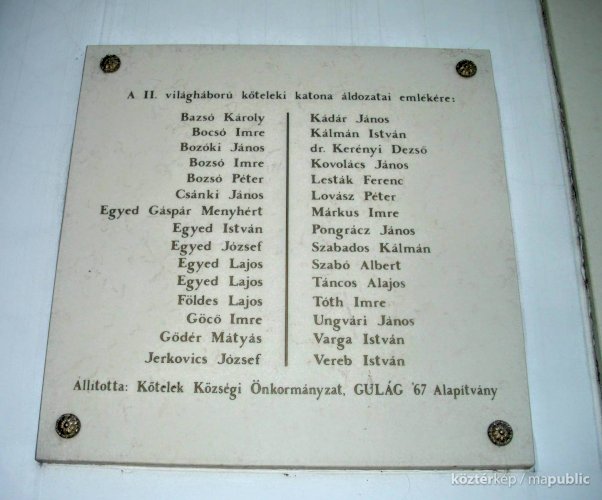 A II. világháború kőteleki katona áldozatai emlékére:
Bazsó Károly
Bocsó Imre
Bozóki János
Bozsó Imre
Bozsó Péter
Csánki János
Egyed Gáspár Menyhért
Egyed István
Egyed József
Egyed Lajos
Egyed Lajos
Földes Lajos
Göcő Imre
Gödér Mátyás
Jerkovics József
Kádár János
Kálmán István
dr. Kerényi Dezső
Kovolács János
Lesták Ferenc
Lovász Péter
Márkus Imre
Pongrácz János
Szabados Kálmán
Szabó Albert
Táncos Alajos
Tóth Imre
Ungvári János
Varga István
Vereb István
Állította: Kőtelek Községi Önkormányzat, GULÁG '67 Alapítvány
köztérkép / mapublic